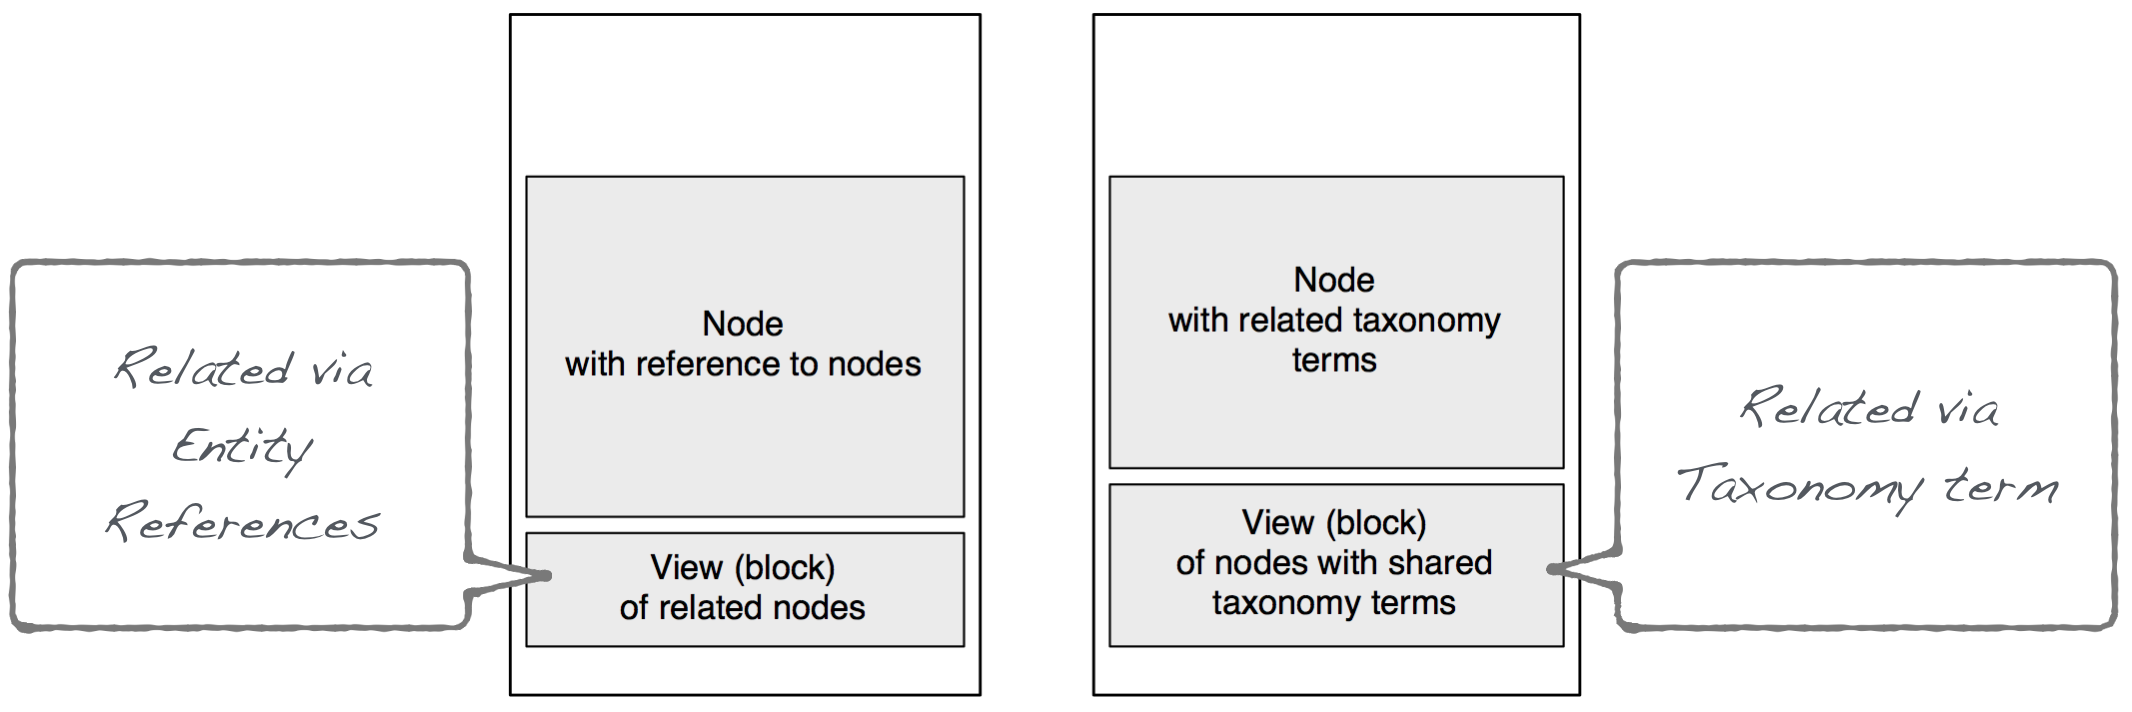 Related via
Entity
References
Node
with reference to nodes
View (block)
of related nodes
Node
with related taxonomy
terms
View (block)
of nodes with shared
taxonomy terms
Related via
Taxonomy term